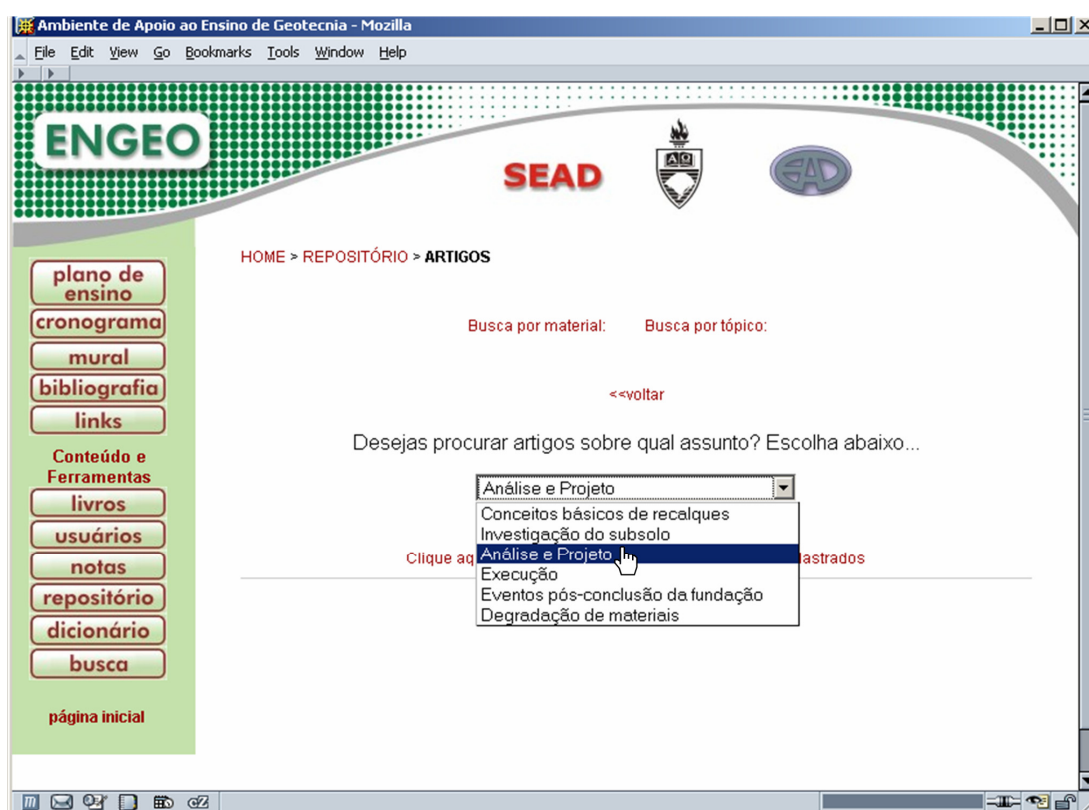 Ambiente de Apoio ao Ensino de Geotecnia - Mozilla
File Edit View Go Bookmarks Tools Window Help
ENGEO
SEAD
EAD
HOME > REPOSITÓRIO > ARTIGOS
Busca por material: Busca por tópico:
<<voltar
Desejas procurar artigos sobre qual assunto? Escolha abaixo...
Análise e Projeto
Conceitos básicos de recalques
Investigação do subsolo
Análise e Projeto
Execução
Eventos pós-conclusão da fundação
Degradação de materiais
Clique aq
lastrados
plano de
ensino
cronograma
mural
bibliografia
links
Conteúdo e
Ferramentas
livros
usuários
notas
repositório
dicionário
busca
página inicial